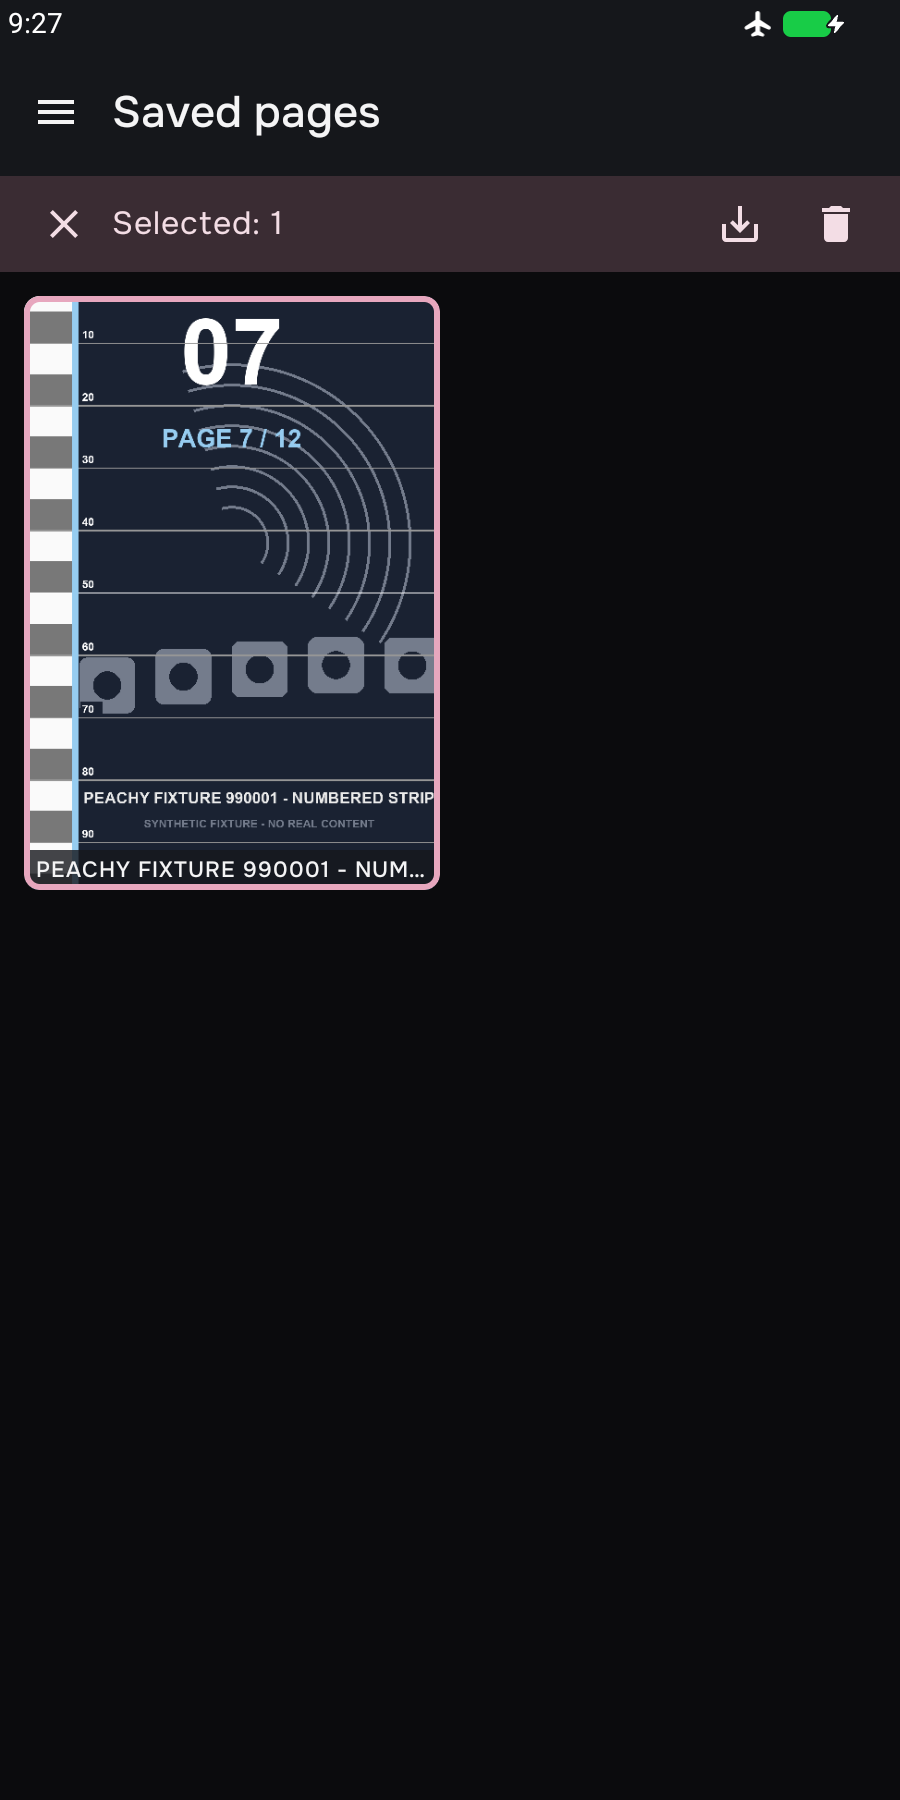 9:27
Saved pages
Selected: 1
07
10
20
PAGE 7 / 12
30
40
50
60
70
80
PEACHY FIXTURE 990001 - NUMBERED STRIP
SYNTHETIC FIXTURE - NO REAL CONTENT
90
PEACHY FIXTURE 990001 - NUM...